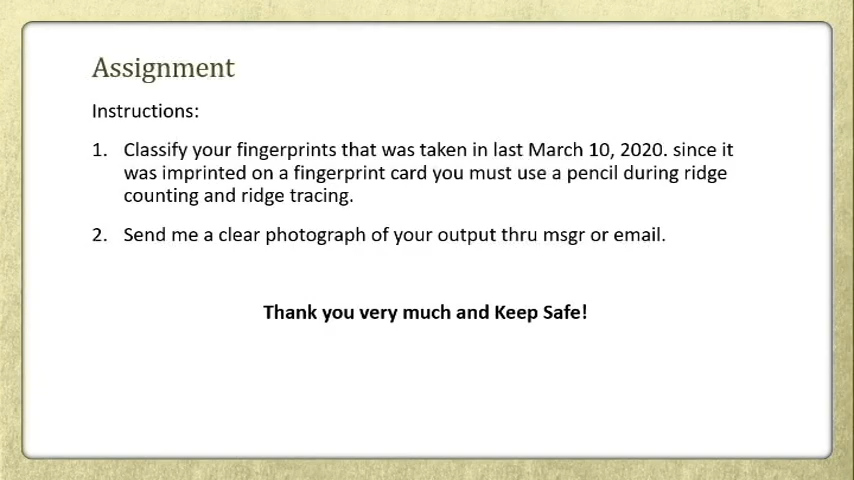 Assignment
Instructions:
1. Classify your fingerprints that was taken in last March 10, 2020. since it
was imprinted on a fingerprint card you must use a pencil during ridge
counting and ridge tracing.
2. Send me a clear photograph of your output thru msgr or email.
Thank you very much and Keep Safe!